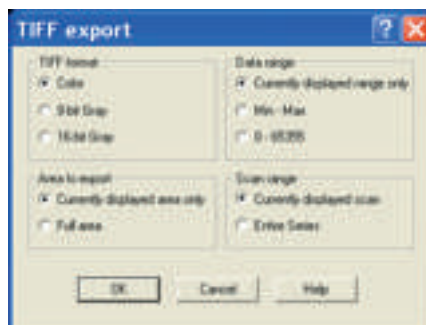 TIFF export
TIFF format
Color
8-bit Gray
16-bit Gray
Data range
Currently displayed range only
Min - Max
0 - 65355
Area to export
Currently displayed area only
Full area
Scan range
Currently displayed scan
Entire Series
OK
Cancel
Help